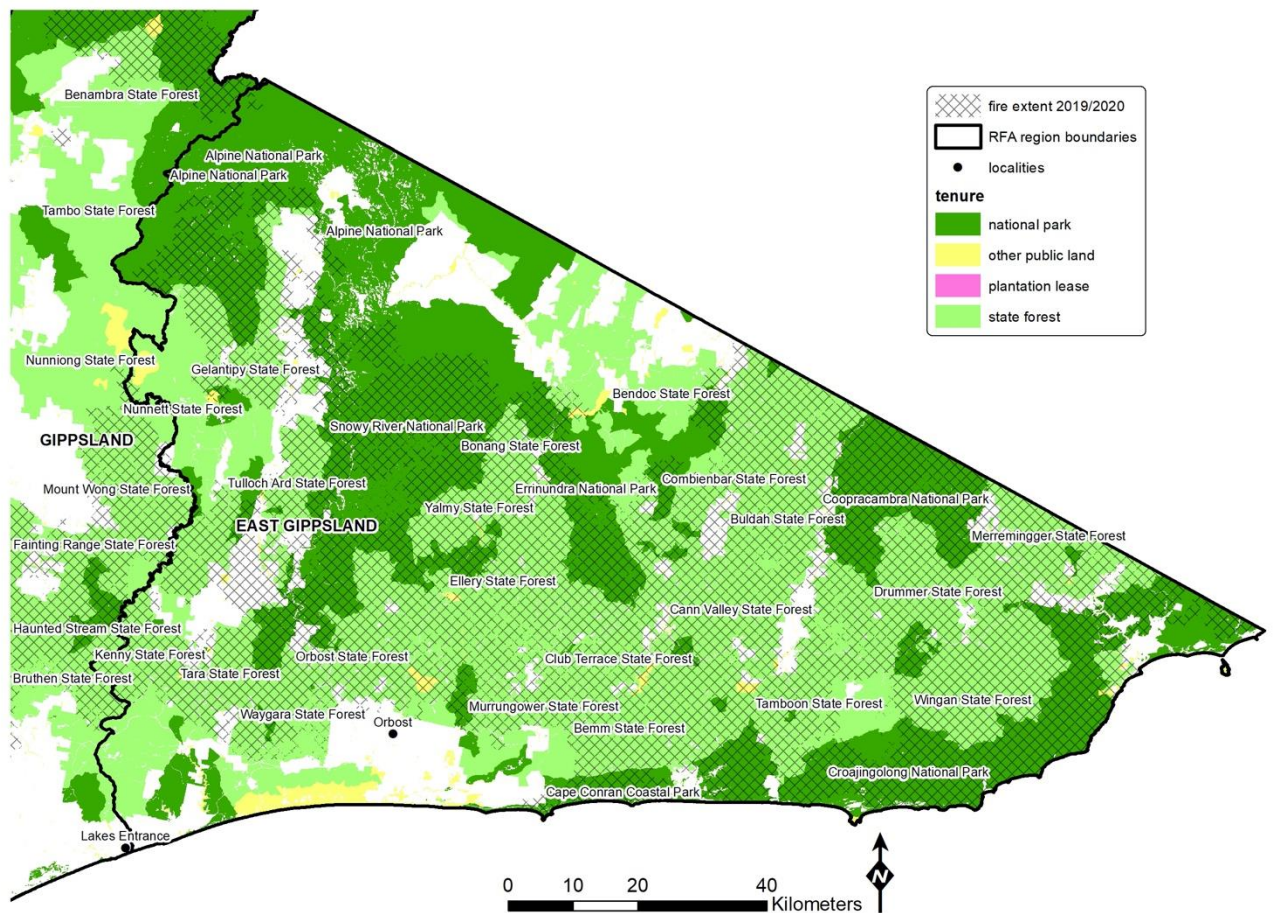 fire extent 2019/2020
RFA region boundaries
localities
tenure
national park
other public land
plantation lease
state forest
Benambra State Forest
Alpine National Park
Alpine National Park
Tambo State Forest
Alpine National Park
Nunniong State Forest
Gelantipy State Forest
Bendoc State Forest
Nunnett State Forest
Snowy River National Park
GIPPSLAND
Bonang State Forest
Combienbar State Forest
Tulloch Ard State Forest
Mount Wong State Forest
Errinundra National Park
Coopracambra National Park
Yalmy State Forest
Buldah State Forest
EAST GIPPSLAND
Merremingger State Forest
Fainting Range State Forest
Ellery State Forest
Drummer State Forest
Cann Valley State Forest
Haunted Stream State Forest
Kenny State Forest
Orbost State Forest
Club Terrace State Forest
Tara State Forest
Bruthen State Forest
Wingan State Forest
Tamboon State Forest
Murrungower State Forest
Waygara State Forest
Orbost
Bemm State Forest
Croajingolong National Park
Cape Conran Coastal Park
Lakes Entrance
N
0 10 20 40
Kilometers